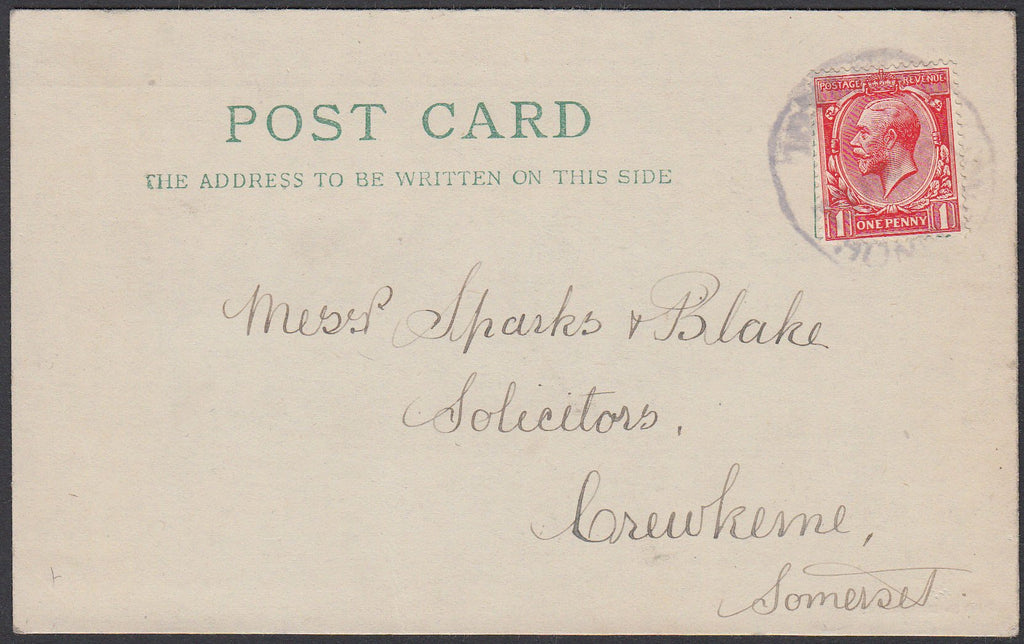 POST CARD
THE ADDRESS TO BE WRITTEN ON THIS SIDE
POSTAGE REVENUE
1 ONE PENNY 1
Messrs Sparks & Blake
Solicitors,
Crewkerne,
Somerset.